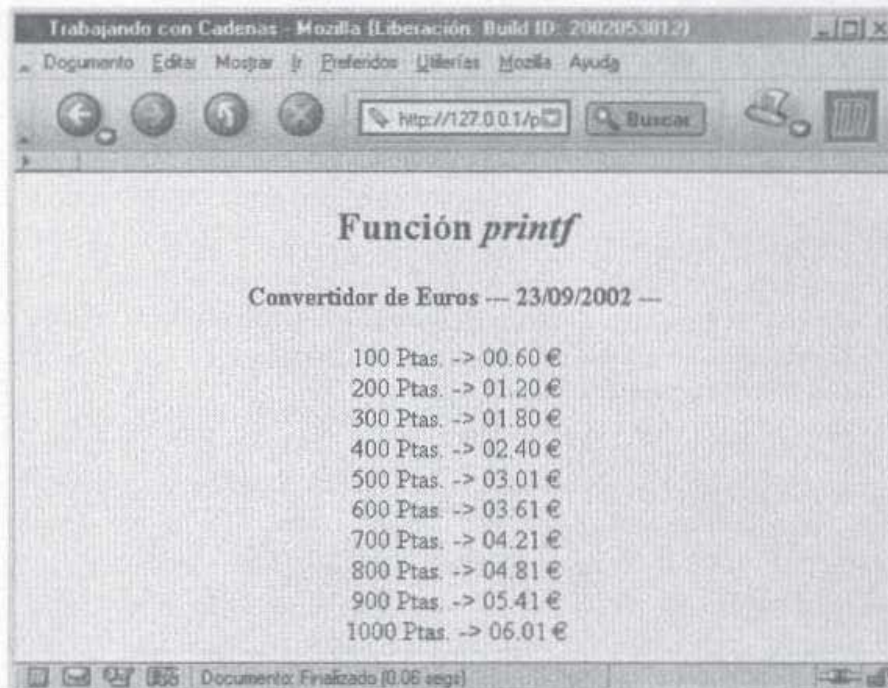 Trabajando con Cadenas - Mozilla {Liberación: Build ID: 2002053012}
Documento Editar Mostrar Ir Preferidos Utilerías Mozilla Ayuda
http://127.0.0.1/p
Buscar
Función printf
Convertidor de Euros --- 23/09/2002 ---
100 Ptas. -> 00.60 €
200 Ptas. -> 01.20 €
300 Ptas. -> 01.80 €
400 Ptas. -> 02.40 €
500 Ptas. -> 03.01 €
600 Ptas. -> 03.61 €
700 Ptas. -> 04.21 €
800 Ptas. -> 04.81 €
900 Ptas. -> 05.41 €
1000 Ptas. -> 06.01 €
Documento: Finalizado (0.06 segs)